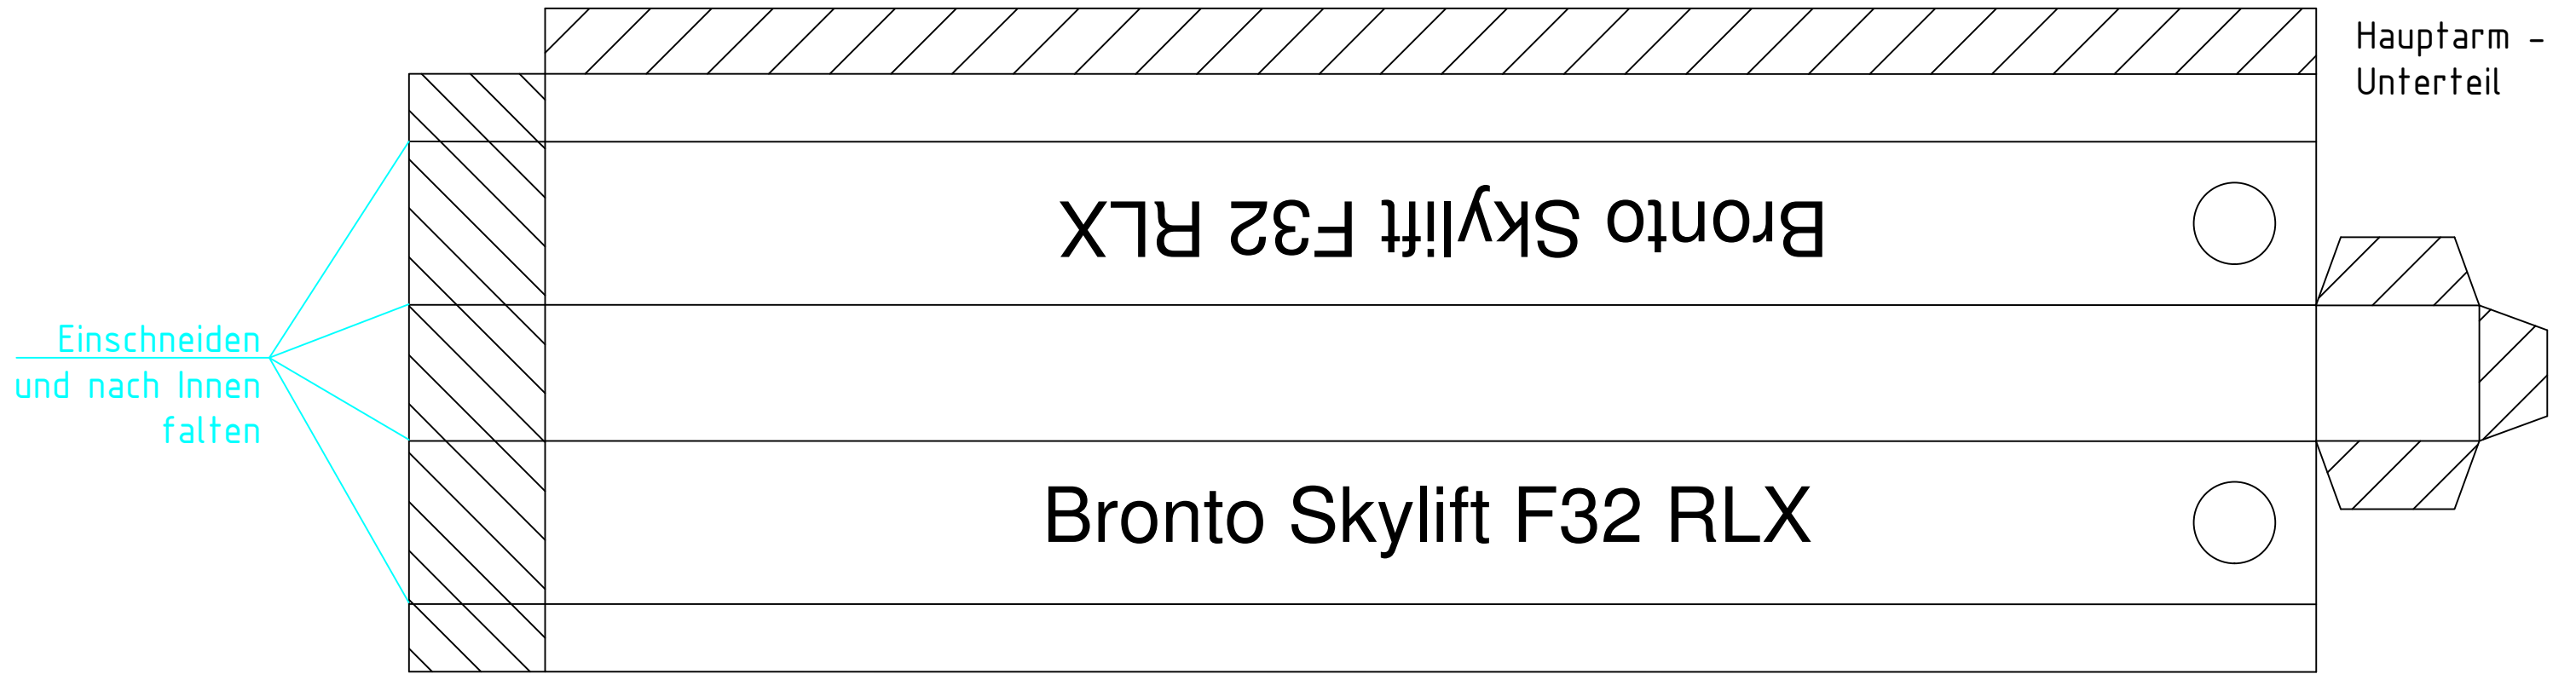 Hauptarm -
Unterteil
Bronto Skylift F32 RLX
Einschneiden
und nach Innen
falten
Bronto Skylift F32 RLX